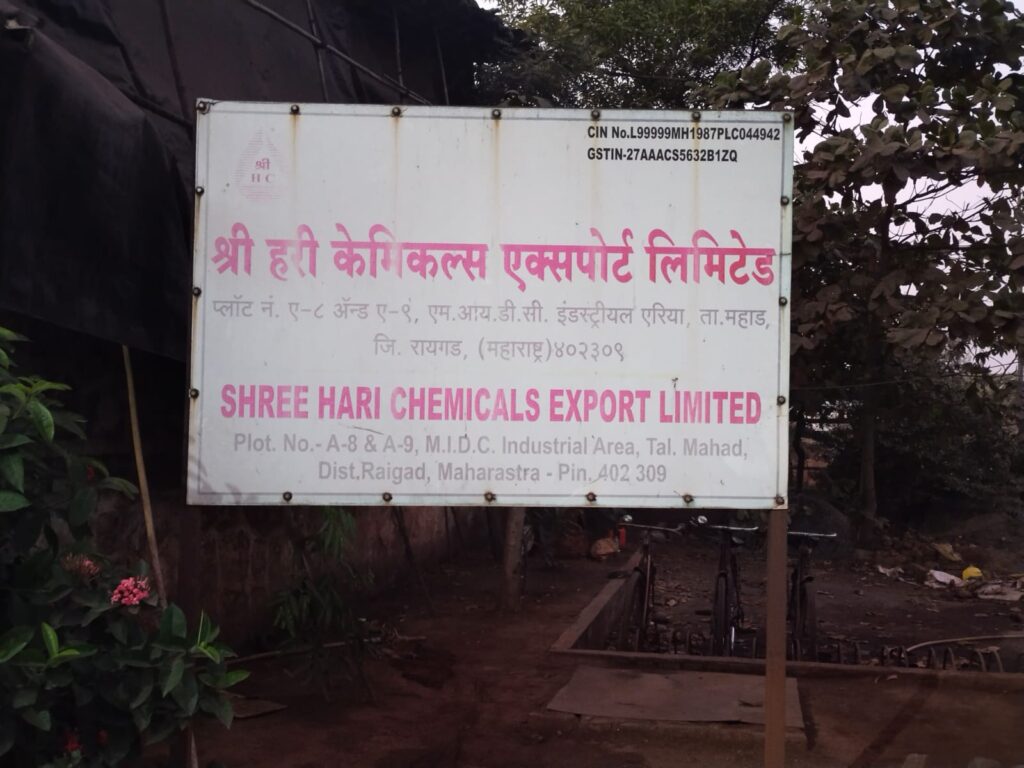 CIN No.L99999MH1987PLC044942
GSTIN-27AAACS5632B1ZQ
श्री
H C
श्री हरी केमिकल्स एक्सपोर्ट लिमिटेड
प्लॉट नं. ए-८ ॲन्ड ए-९, एम.आय.डी.सी. इंडस्ट्रीयल एरिया, ता.महाड,
जि. रायगड, (महाराष्ट्र)४०२३०९
SHREE HARI CHEMICALS EXPORT LIMITED
Plot. No.- A-8 & A-9, M.I.D.C. Industrial Area, Tal. Mahad,
Dist.Raigad, Maharastra - Pin. 402 309